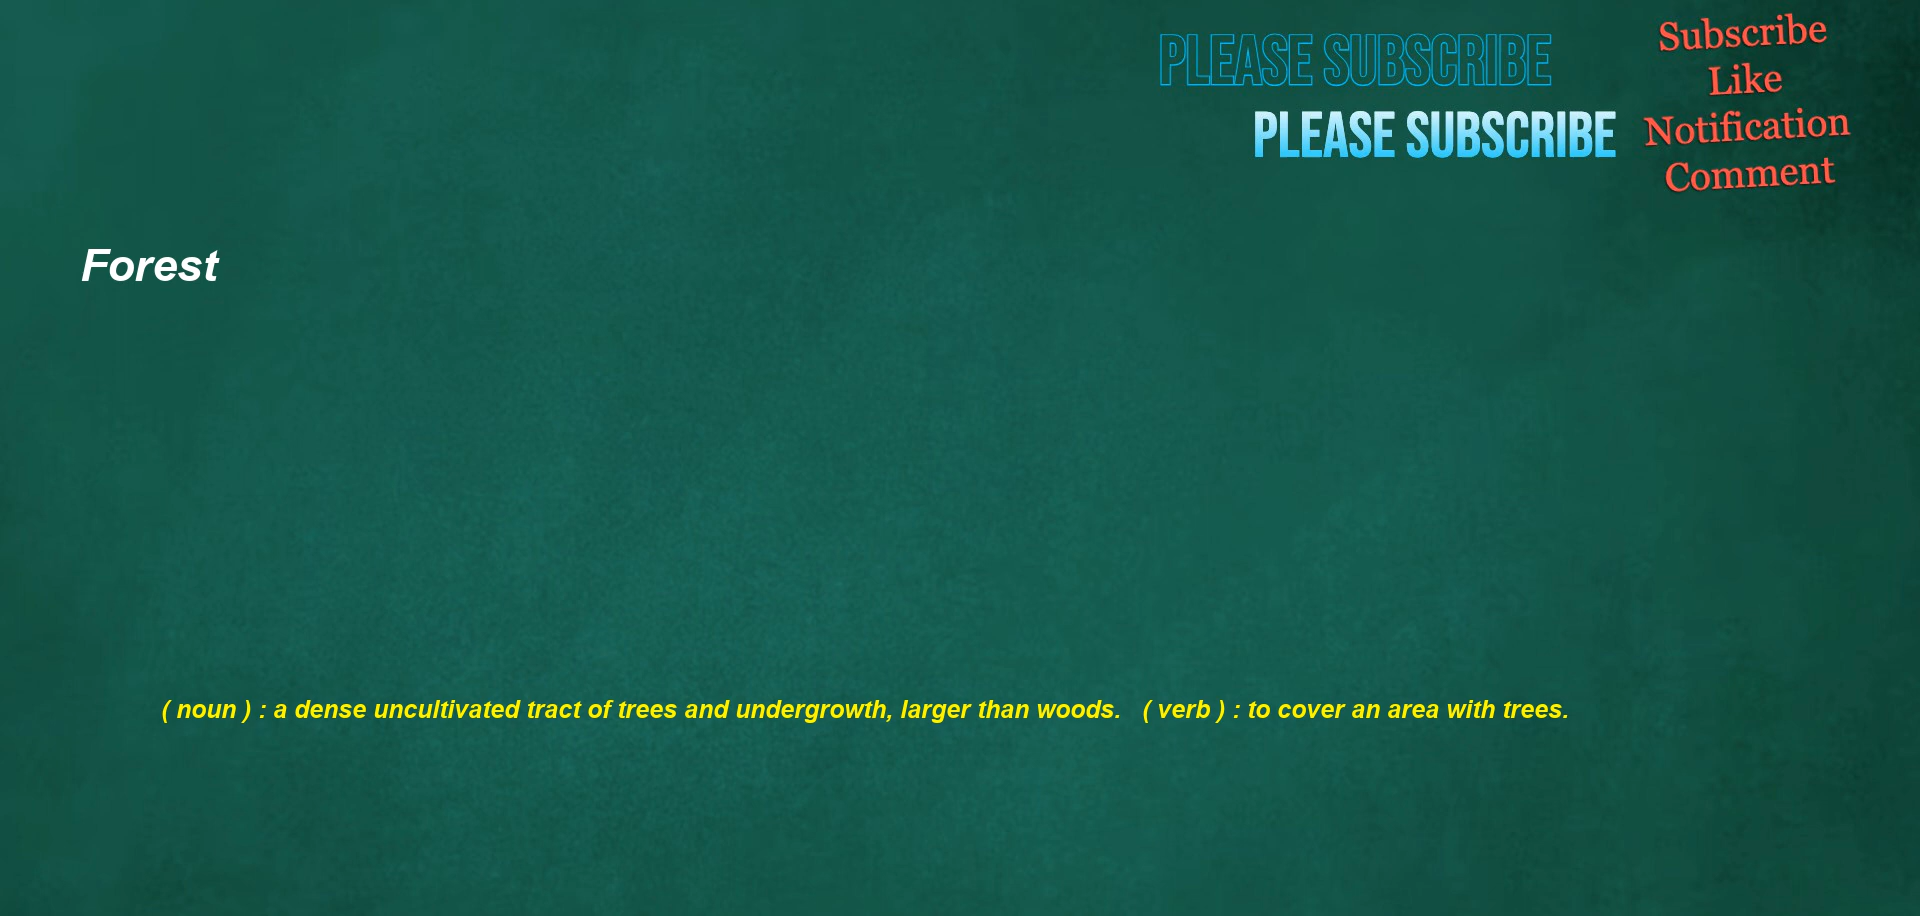 PLEASE SUBSCRIBE
PLEASE SUBSCRIBE
Subscribe
Like
Notification
Comment
Forest
( noun ) : a dense uncultivated tract of trees and undergrowth, larger than woods.   ( verb ) : to cover an area with trees.